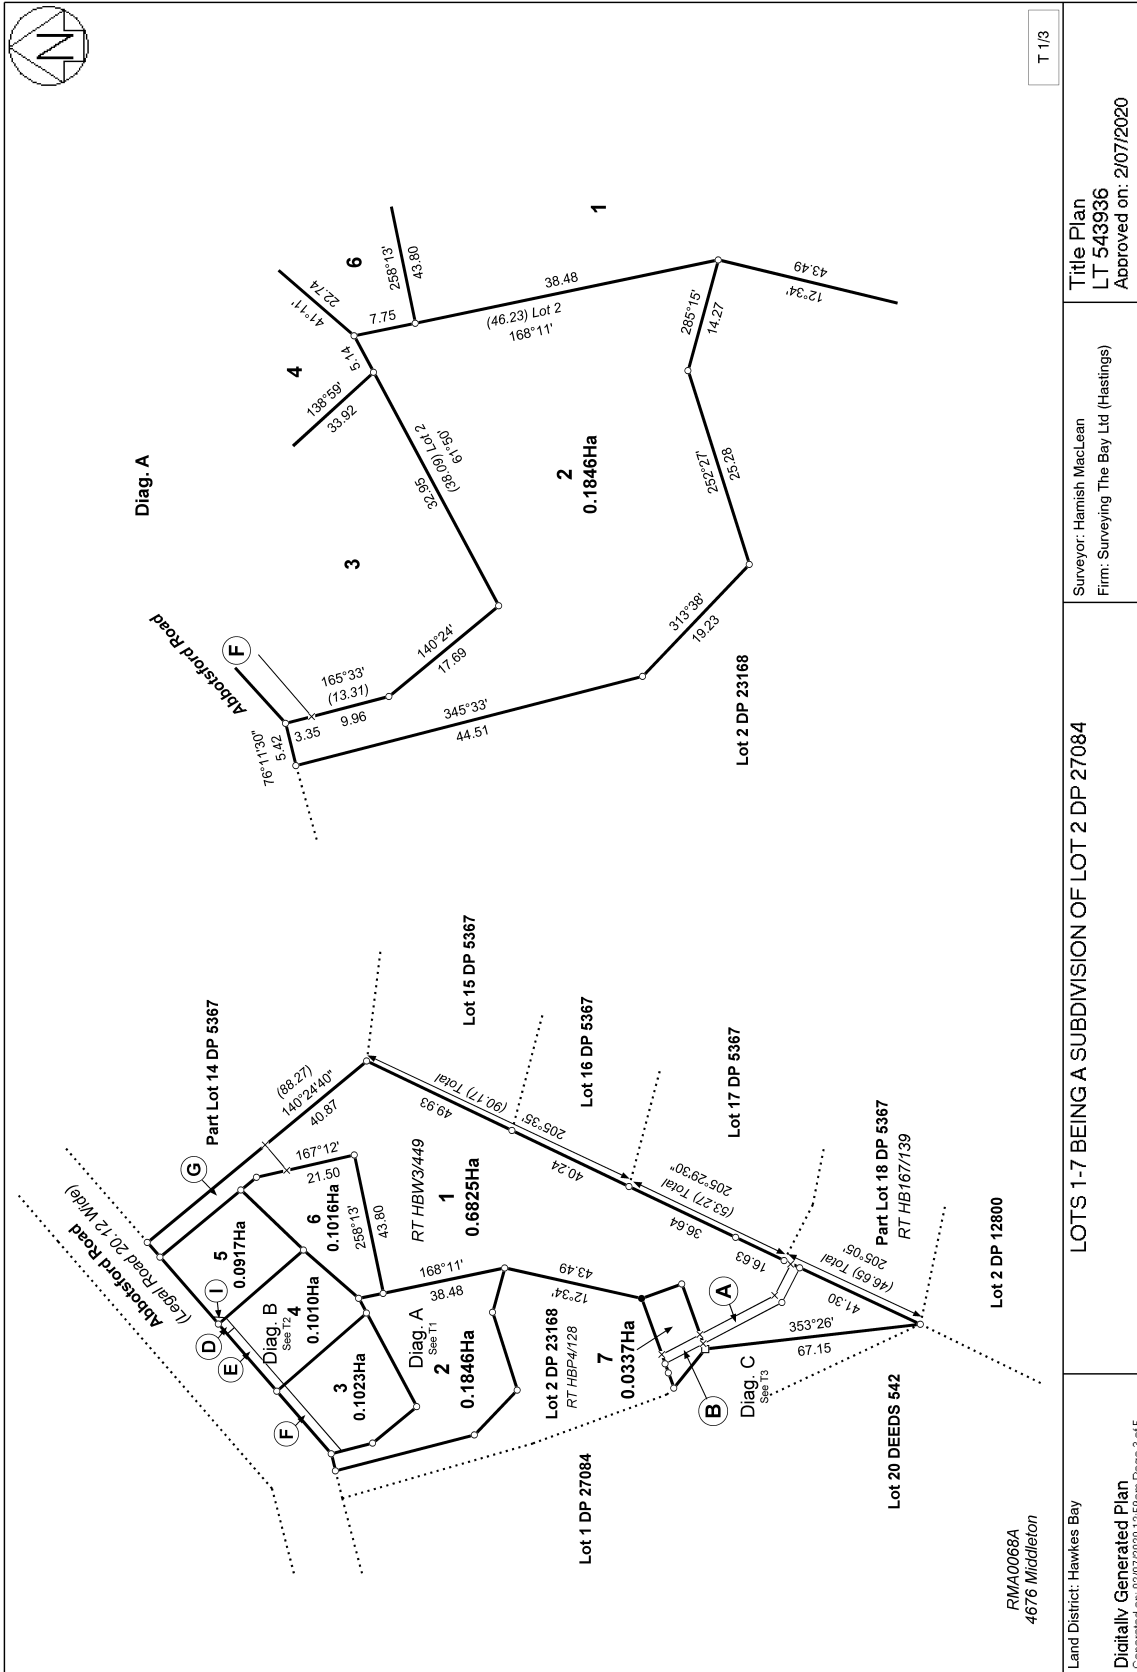 N
T 1/3
Diag. A
Abbotsford Road
F
76°11'30"
5.42
3.35
165°33'
(13.31)
9.96
140°24'
17.69
345°33'
44.51
3
4
138°59'
33.92
5.14
41°11'
22.74
6
258°13'
43.80
7.75
32.95
(38.09) Lot 2
61°50'
38.48
(46.23) Lot 2
168°11'
1
2
0.1846Ha
285°15'
14.27
252°27'
25.28
313°38'
19.23
43.49
12°34'
Lot 2 DP 23168
Abbotsford Road
(Legal Road 20.12 Wide)
Part Lot 14 DP 5367
G
(88.27)
140°24'40"
40.87
Lot 15 DP 5367
Lot 16 DP 5367
Lot 17 DP 5367
Part Lot 18 DP 5367
RT HB167/139
Lot 2 DP 12800
5
0.0917Ha
6
0.1016Ha
167°12'
21.50
258°13'
43.80
RT HBW3/449
1
0.6825Ha
49.93
(90.17) Total
205°35'
40.24
36.64
(53.27) Total
205°29'30"
16.63
(46.65) Total
205°05'
41.30
I
D
E
F
Diag. B
See T2
4
0.1010Ha
3
0.1023Ha
Diag. A
See T1
2
0.1846Ha
168°11'
38.48
43.49
12°34'
Lot 2 DP 23168
RT HBP4/128
7
0.0337Ha
A
B
Diag. C
See T3
353°26'
67.15
Lot 1 DP 27084
Lot 20 DEEDS 542
RMA0068A
4676 Middleton
Land District: Hawkes Bay
Digitally Generated Plan
LOTS 1-7 BEING A SUBDIVISION OF LOT 2 DP 27084
Surveyor: Hamish MacLean
Firm: Surveying The Bay Ltd (Hastings)
Title Plan
LT 543936
Approved on: 2/07/2020